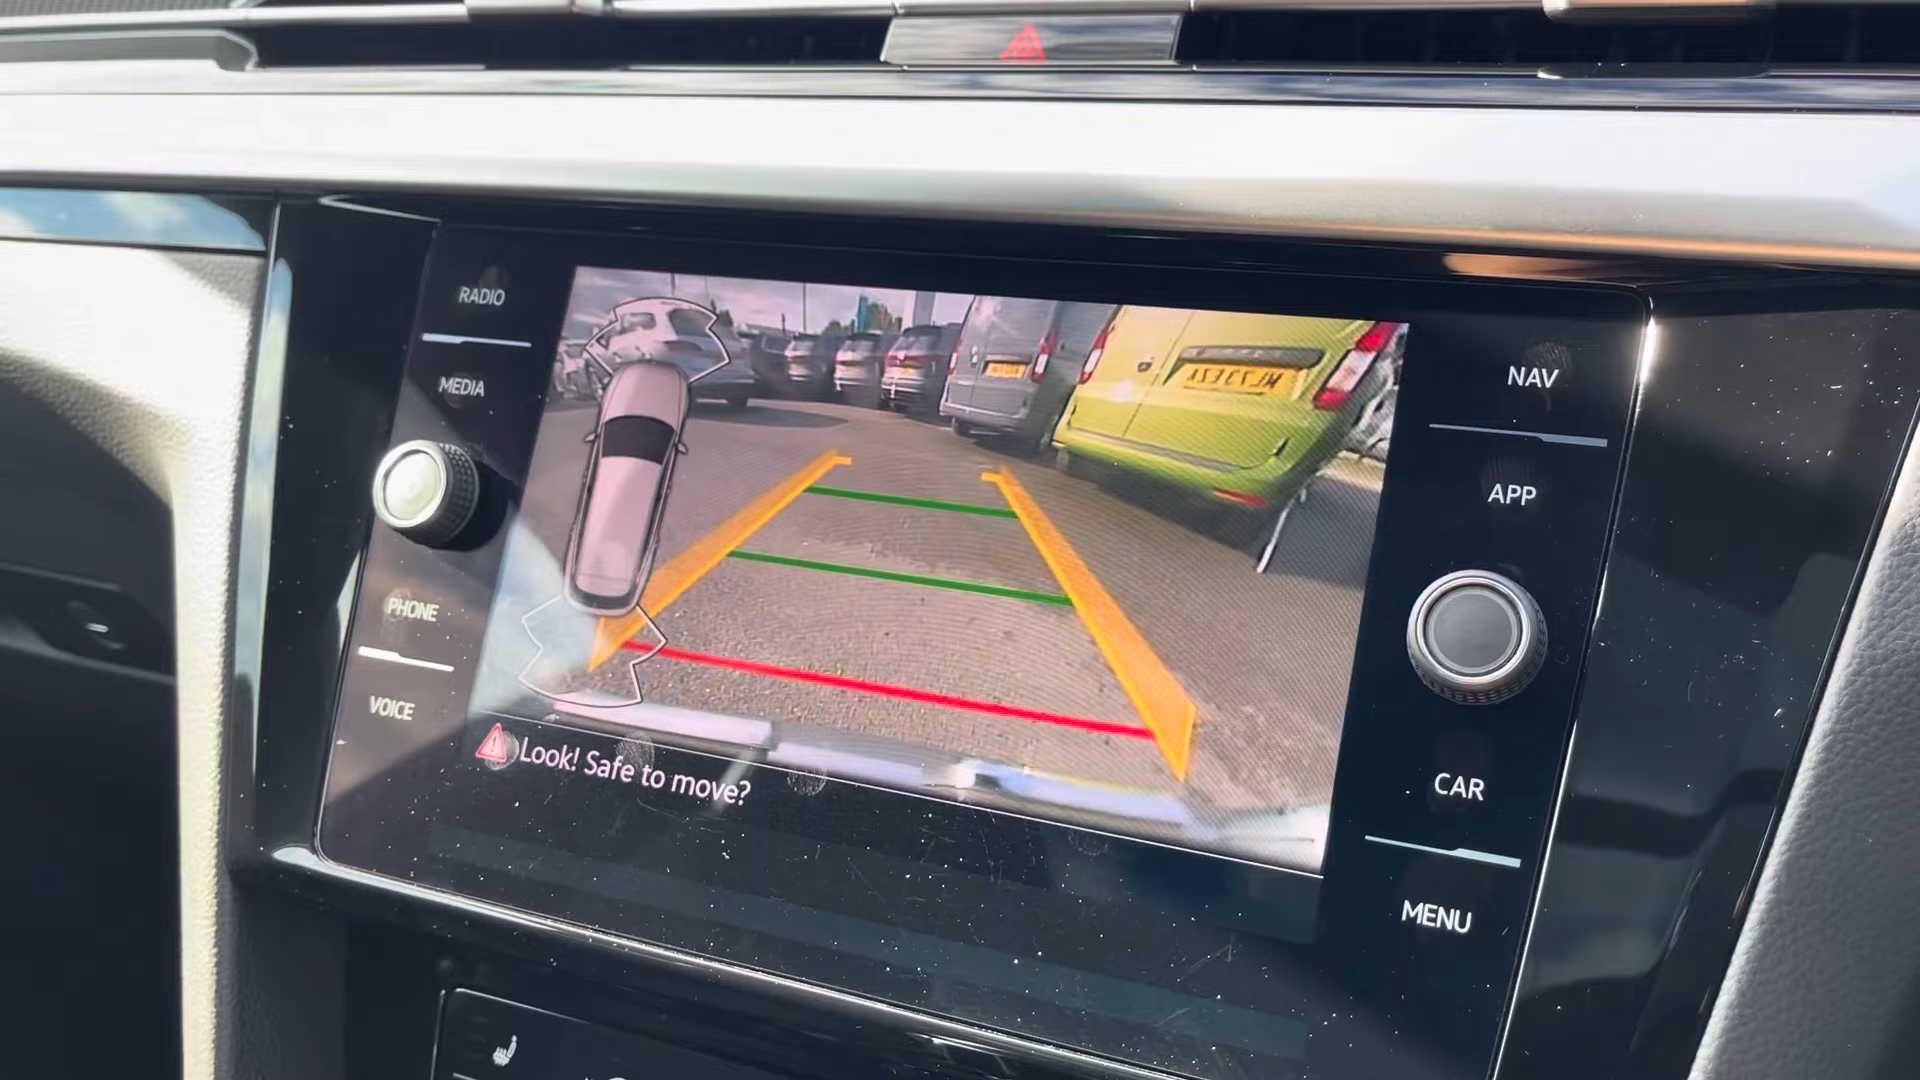 RADIO
MEDIA
PHONE
VOICE
NAV
APP
CAR
MENU
Look! Safe to move?